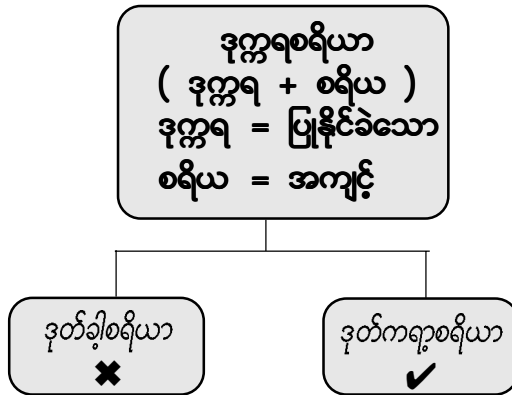 ဒုက္ကရစရိယာ
( ဒုက္ကရ + စရိယ )
ဒုက္ကရ = ပြုနိုင်ခဲသော
စရိယ = အကျင့်
ဒုတ်ခါ့စရိယာ
✖
ဒုတ်ကရာ့စရိယာ
✔